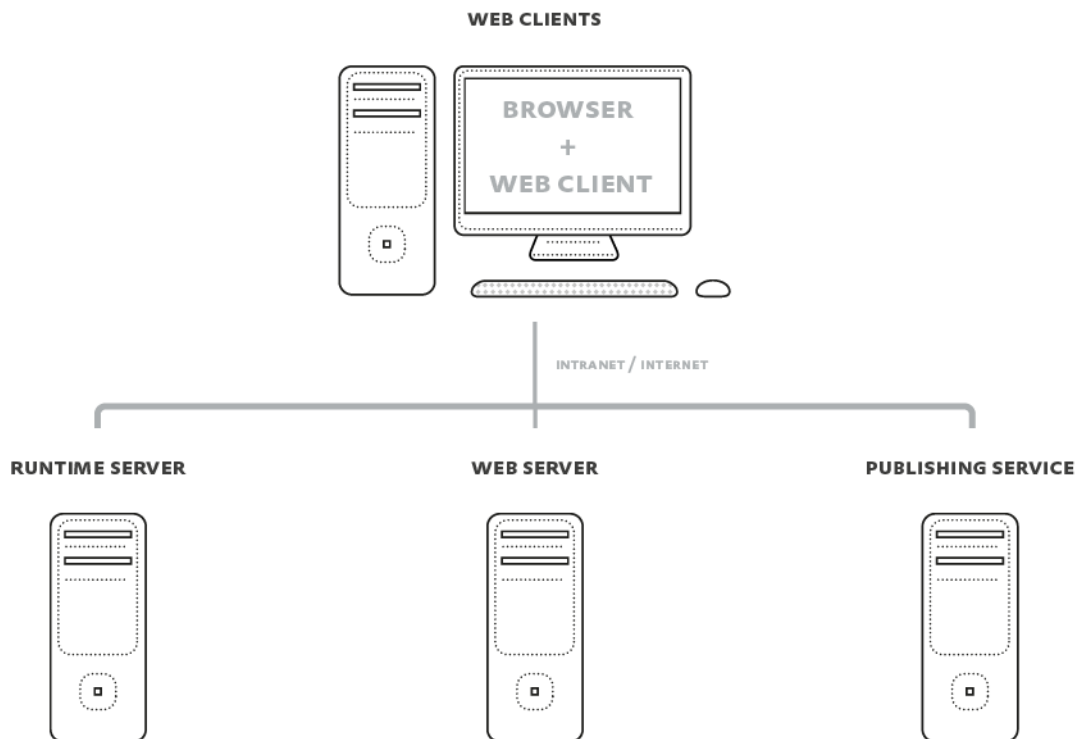 WEB CLIENTS
BROWSER
+
WEB CLIENT
INTRANET / INTERNET
RUNTIME SERVER
WEB SERVER
PUBLISHING SERVICE